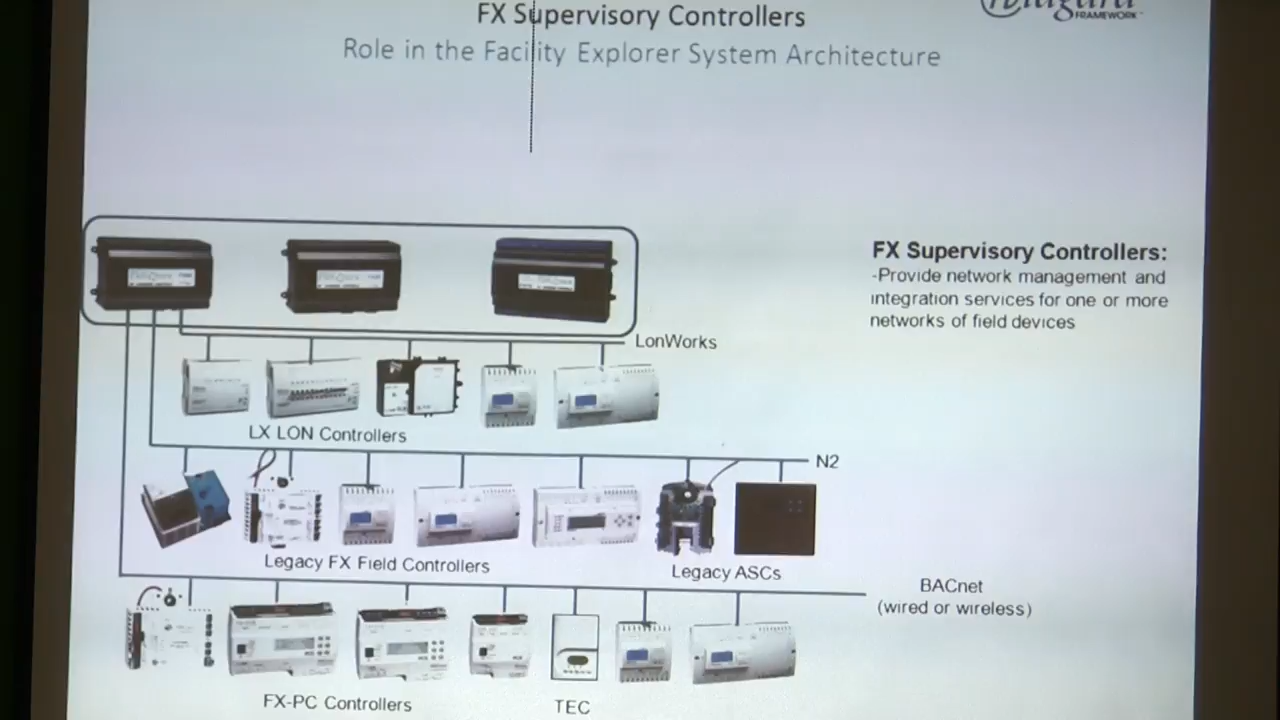 FX Supervisory Controllers
FRAMEWORK
Role in the Facility Explorer System Architecture
FX Supervisory Controllers:
-Provide network management and
integration services for one or more
networks of field devices
LonWorks
LX LON Controllers
N2
Legacy FX Field Controllers
Legacy ASCs
BACnet
(wired or wireless)
FX-PC Controllers
TEC